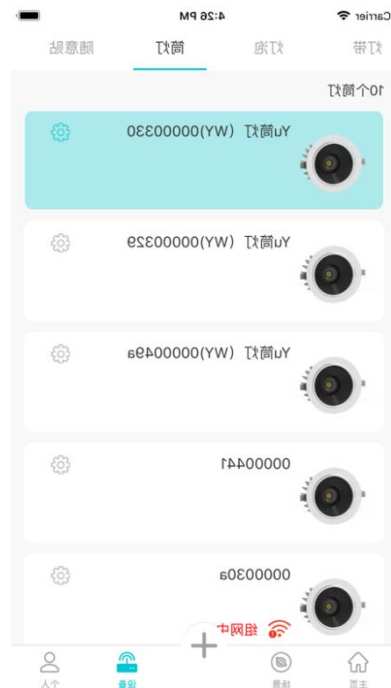 Carrier 4:26 PM
灯带 灯泡 筒灯 随意贴
10个筒灯
Yu筒灯（WY)00000330
Yu筒灯（WY)00000329
Yu筒灯（WY)0000049a
00000441
0000030a
组网中
主页 场景 设备 个人